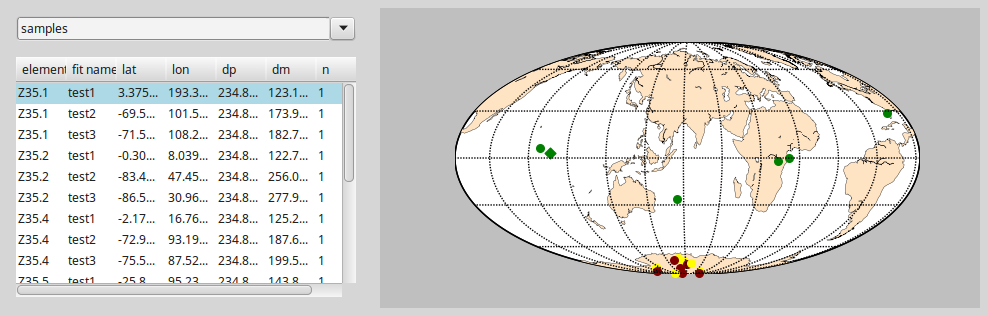 samples
element fit name lat lon dp dm n
Z35.1 test1 3.375... 193.3... 234.8... 123.1... 1
Z35.1 test2 -69.5... 101.5... 234.8... 173.9... 1
Z35.1 test3 -71.5... 108.2... 234.8... 182.7... 1
Z35.2 test1 -0.30... 8.039... 234.8... 122.7... 1
Z35.2 test2 -83.4... 47.45... 234.8... 256.0... 1
Z35.2 test3 -86.5... 30.96... 234.8... 277.9... 1
Z35.4 test1 -2.17... 16.76... 234.8... 125.2... 1
Z35.4 test2 -72.9... 93.19... 234.8... 187.6... 1
Z35.4 test3 -75.5... 87.52... 234.8... 199.5... 1
Z35.5 test1 -25.8... 95.23... 234.8... 143.8... 1